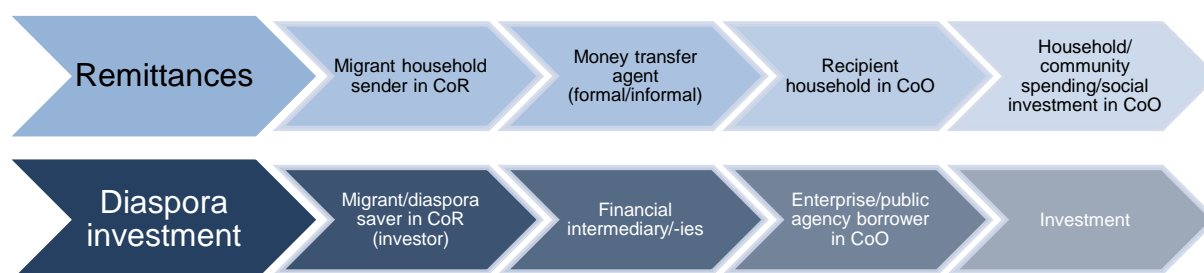 Remittances
Migrant household
sender in CoR
Money transfer
agent
(formal/informal)
Recipient
household in CoO
Household/
community
spending/social
investment in CoO
Diaspora
investment
Migrant/diaspora
saver in CoR
(investor)
Financial
intermediary/-ies
Enterprise/public
agency borrower
in CoO
Investment